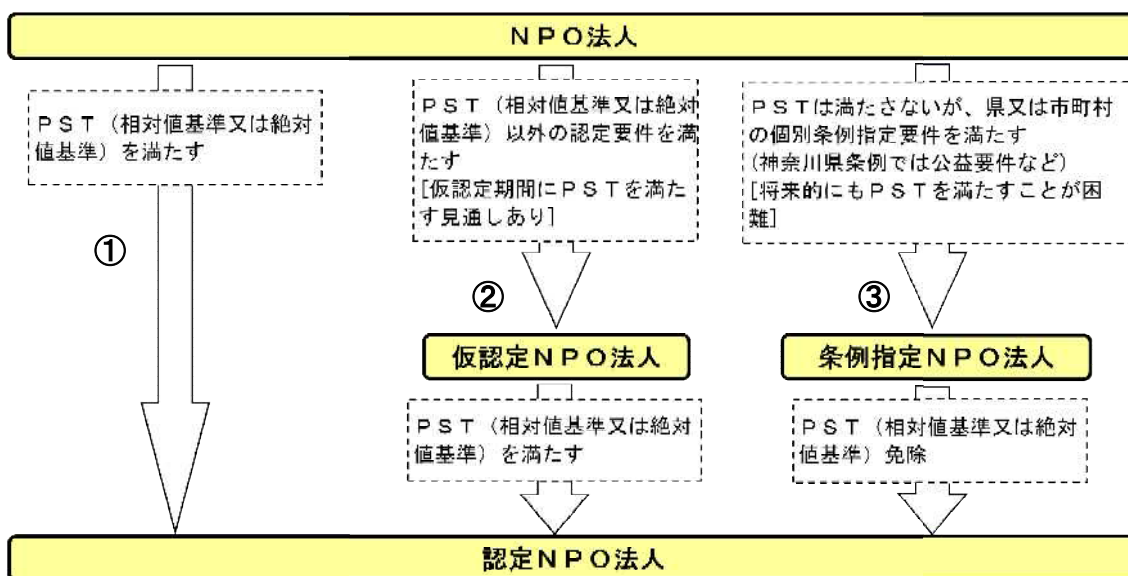 NPO法人
PST（相対値基準又は絶対
値基準）を満たす
PST（相対値基準又は絶対
値基準）以外の認定要件を満
たす
[仮認定期間にPSTを満た
す見通しあり]
PSTは満たさないが、県又は市町村
の個別条例指定要件を満たす
(神奈川県条例では公益要件など)
[将来的にもPSTを満たすことが困
難]
①
②
③
仮認定NPO法人
条例指定NPO法人
PST（相対値基準又は絶対
値基準）を満たす
PST（相対値基準又は絶対
値基準）免除
認定NPO法人